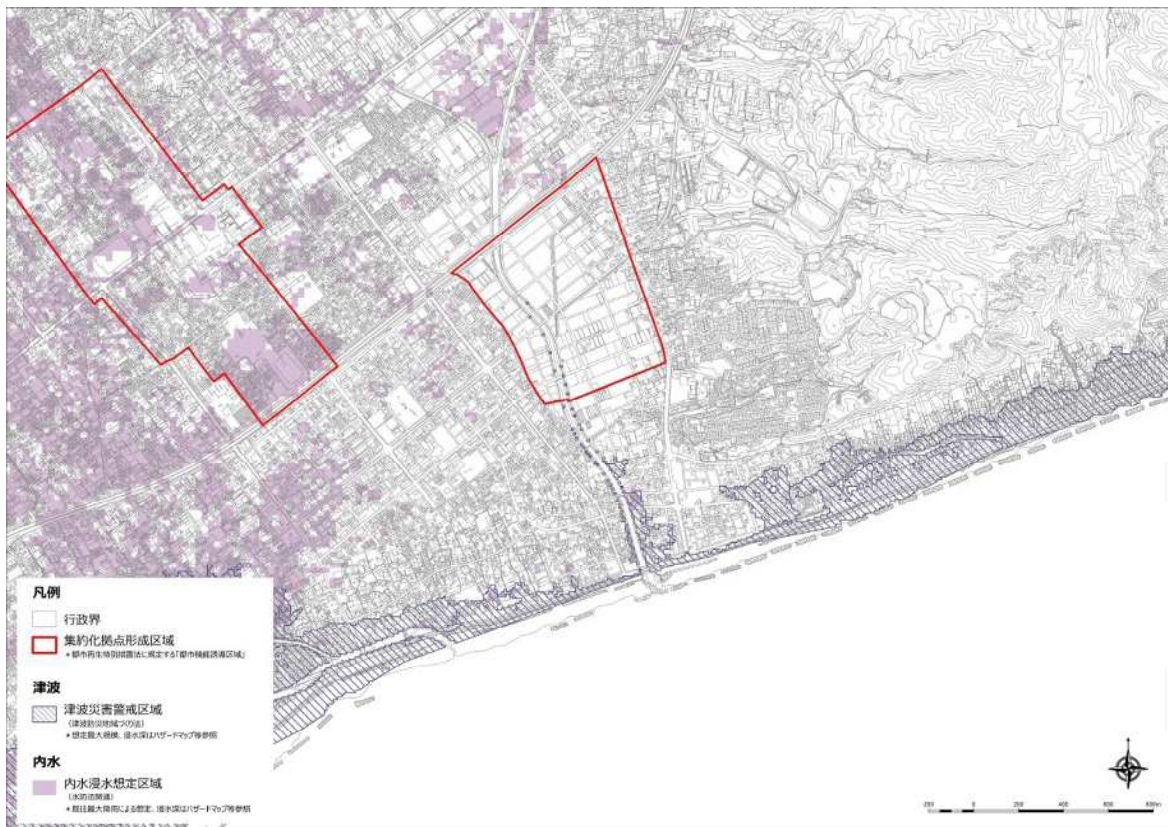 凡例
行政界
集約化拠点形成区域
*都市再生特別措置法に規定する「都市機能誘導区域」
津波
津波災害警戒区域
(津波防災地域づくり法)
*想定最大規模、浸水深はハザードマップ等参照
内水
内水浸水想定区域
(水防法関連)
*既往最大降雨による想定、浸水深はハザードマップ等参照
200 0 200 400 600 800m